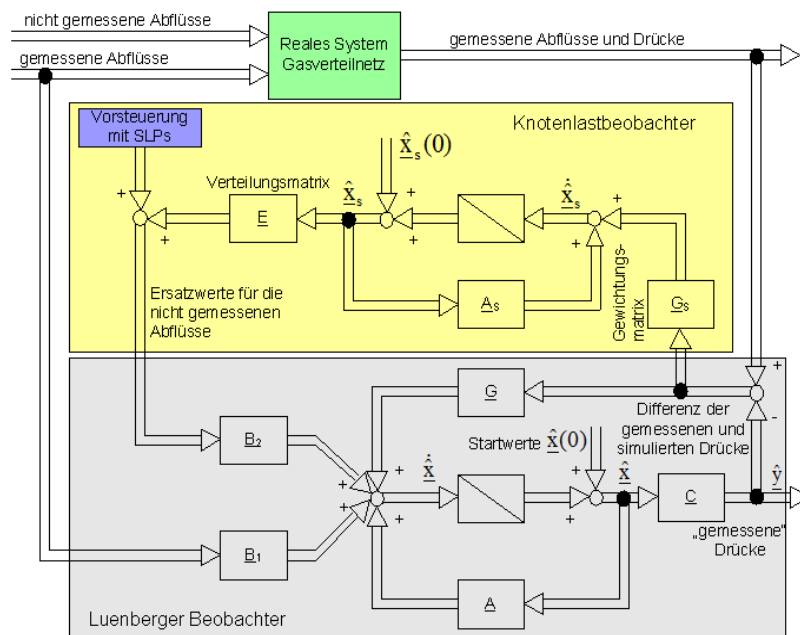 nicht gemessene Abflüsse
gemessene Abflüsse
Reales System
Gasverteilnetz
gemessene Abflüsse und Drücke
Vorsteuerung
mit SLPs
Knotenlastbeobachter
x̂s(0)
Verteilungsmatrix
x̂s
ẋ̂s
+
+
+
+
+
+
E
As
Gewichtungs-
matrix
Gs
Ersatzwerte für die
nicht gemessenen
Abflüsse
G
+
-
Differenz der
gemessenen und
simulierten Drücke
B2
Startwerte x̂(0)
+
+
ẋ̂
+
+
x̂
C
ŷ
+
+
B1
„gemessene"
Drücke
A
Luenberger Beobachter